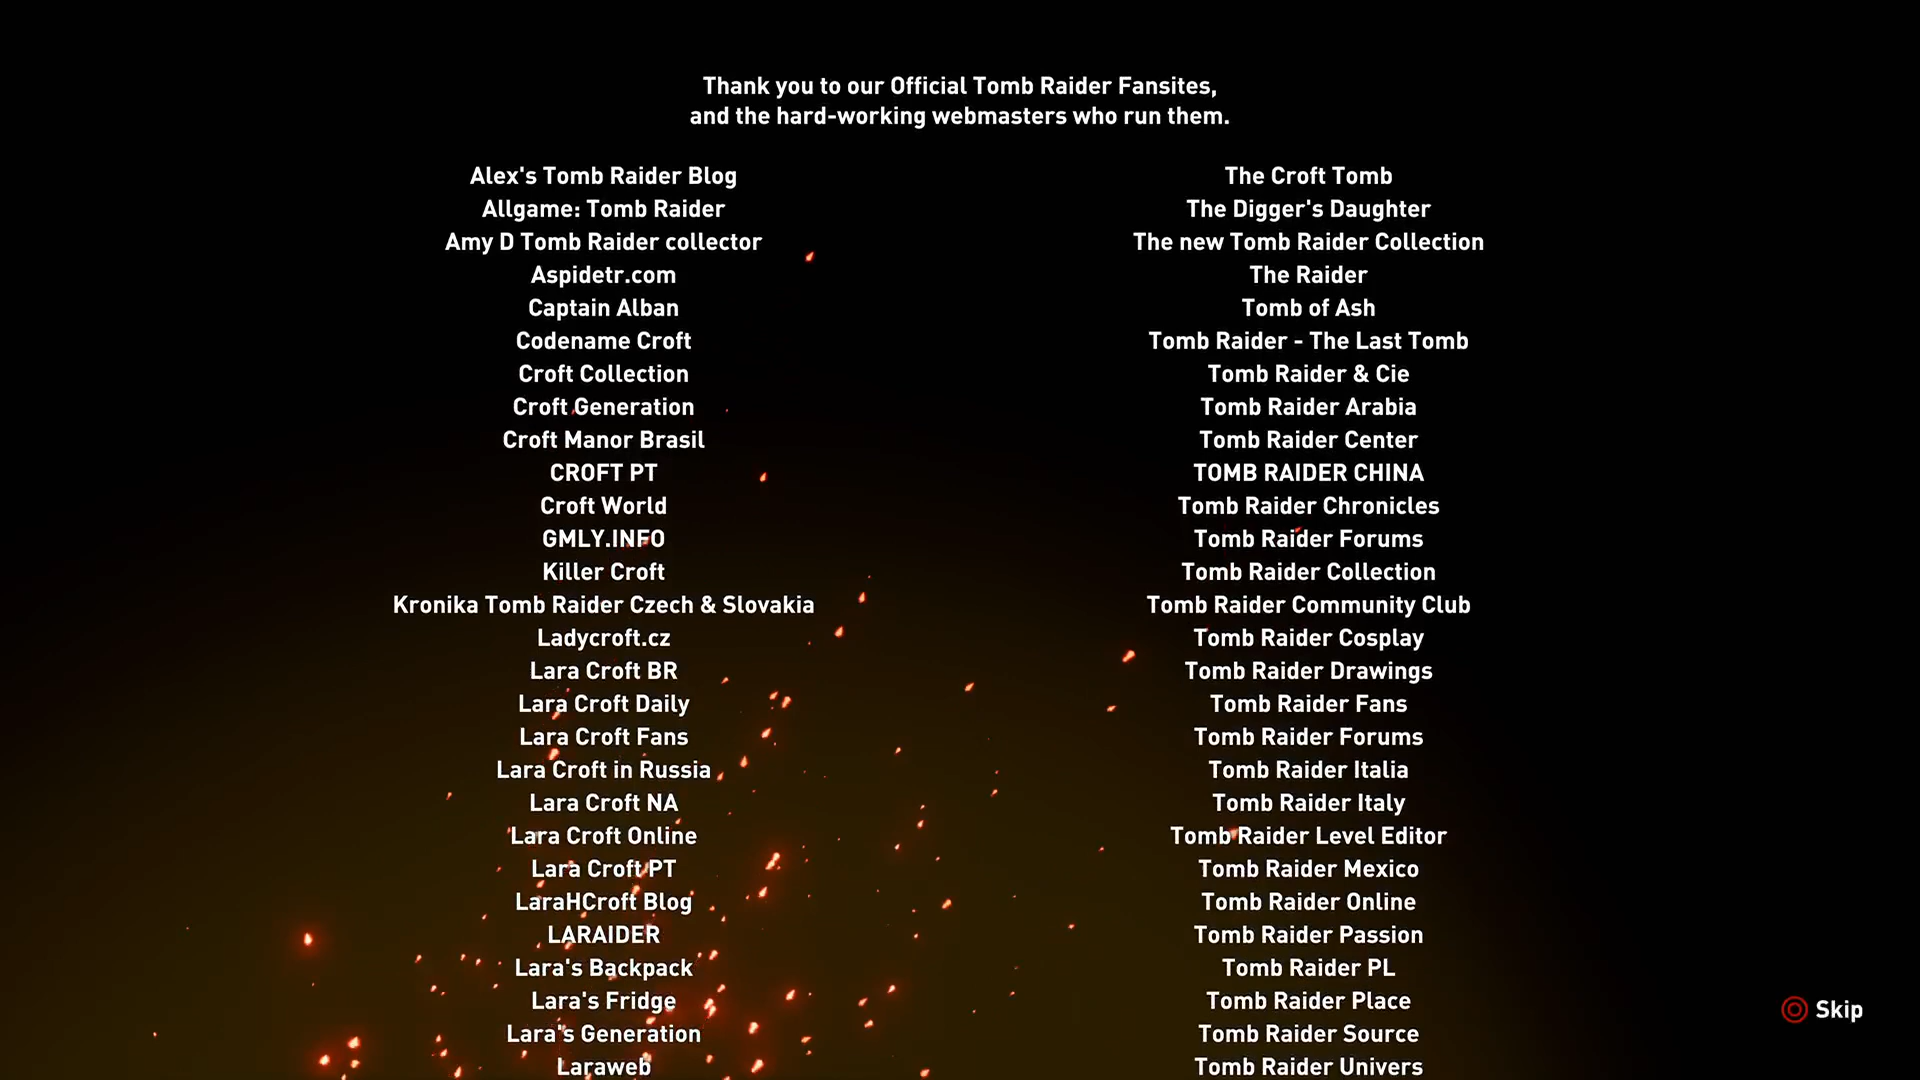 Thank you to our Official Tomb Raider Fansites,
and the hard-working webmasters who run them.
Alex's Tomb Raider Blog
Allgame: Tomb Raider
Amy D Tomb Raider collector
Aspidetr.com
Captain Alban
Codename Croft
Croft Collection
Croft Generation
Croft Manor Brasil
CROFT PT
Croft World
GMLY.INFO
Killer Croft
Kronika Tomb Raider Czech & Slovakia
Ladycroft.cz
Lara Croft BR
Lara Croft Daily
Lara Croft Fans
Lara Croft in Russia
Lara Croft NA
Lara Croft Online
Lara Croft PT
LaraHCroft Blog
LARAIDER
Lara's Backpack
Lara's Fridge
Lara's Generation
Laraweb
The Croft Tomb
The Digger's Daughter
The new Tomb Raider Collection
The Raider
Tomb of Ash
Tomb Raider - The Last Tomb
Tomb Raider & Cie
Tomb Raider Arabia
Tomb Raider Center
TOMB RAIDER CHINA
Tomb Raider Chronicles
Tomb Raider Forums
Tomb Raider Collection
Tomb Raider Community Club
Tomb Raider Cosplay
Tomb Raider Drawings
Tomb Raider Fans
Tomb Raider Forums
Tomb Raider Italia
Tomb Raider Italy
Tomb Raider Level Editor
Tomb Raider Mexico
Tomb Raider Online
Tomb Raider Passion
Tomb Raider PL
Tomb Raider Place
Tomb Raider Source
Tomb Raider Univers
Skip